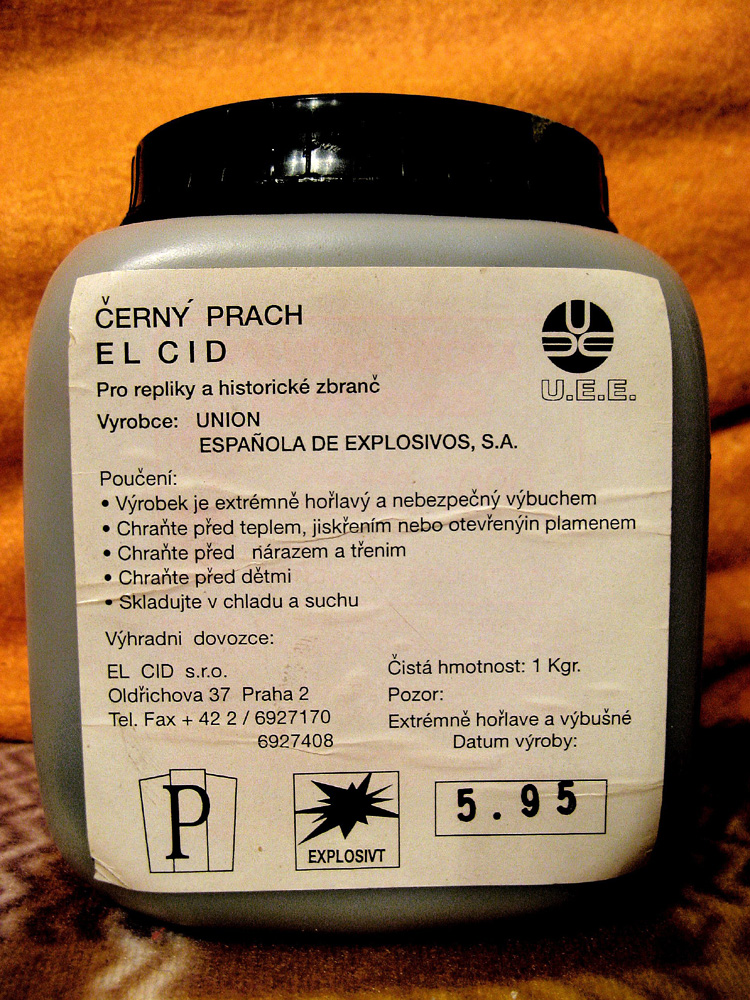 ČERNÝ PRACH
EL CID
Pro repliky a historické zbranč
Vyrobce: UNION
ESPAÑOLA DE EXPLOSIVOS, S.A.
U.E.E.
Poučení:
• Výrobek je extrémně hořlavý a nebezpečný výbuchem
• Chraňte před teplem, jiskřením nebo otevřenýin plamenem
• Chraňte před nárazem a třenim
• Chraňte před dětmi
• Skladujte v chladu a suchu
Výhradni dovozce:
EL CID s.r.o.
Oldřichova 37 Praha 2
Tel. Fax + 42 2 / 6927170
6927408
Čistá hmotnost: 1 Kgr.
Pozor:
Extrémně hořlave a výbušné
Datum výroby:
P
EXPLOSIVT
5.95